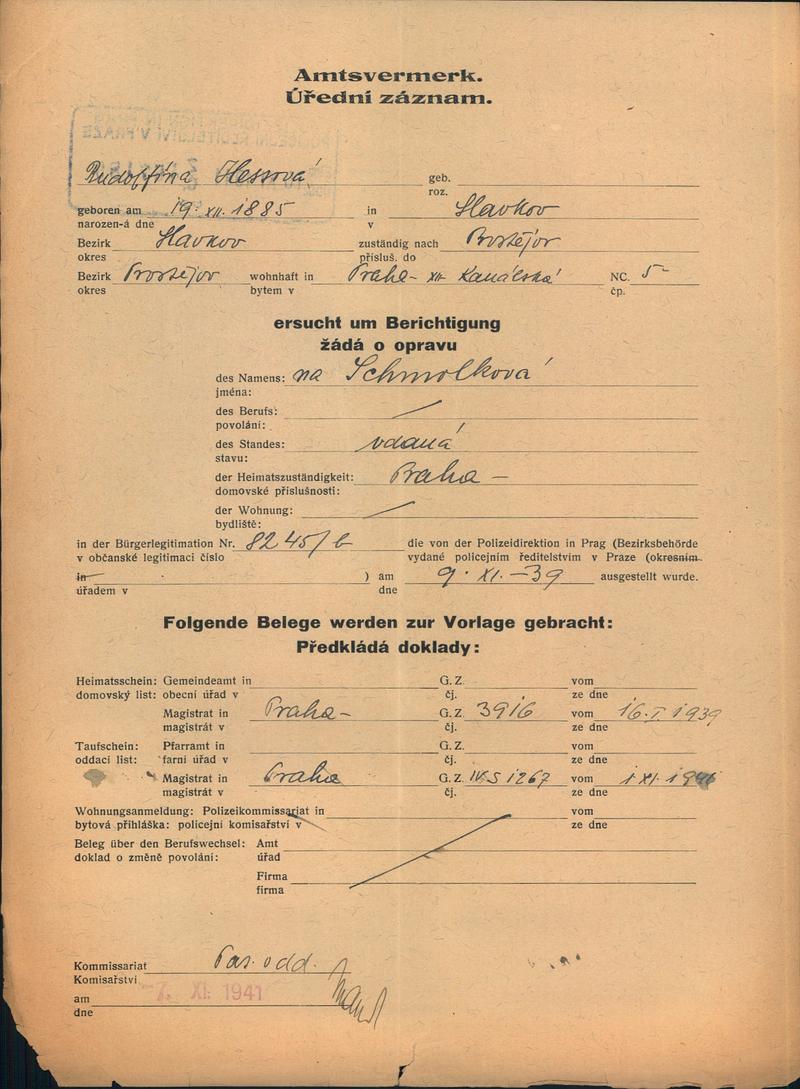 Amtsvermerk.
Úřední záznam.
Rudolfína Hessová geb.
roz.
geboren am 19. XII. 1885 in Slavkov
narozen-á dne v
Bezirk Slavkov zuständig nach Prostějov
okres přísluš. do
Bezirk Prostějov wohnhaft in Praha - XII. Kanálská NC. 5
okres bytem v čp.
ersucht um Berichtigung
žádá o opravu
des Namens: na Schmolková
jména:
des Berufs:
povolání:
des Standes: vdaná
stavu:
der Heimatszuständigkeit: Praha -
domovské příslušnosti:
der Wohnung:
bydliště:
in der Bürgerlegitimation Nr. 8245/b die von der Polizeidirektion in Prag (Bezirksbehörde
v občanské legitimaci číslo vydané policejním ředitelstvím v Praze (okresním
in ) am 9. XI. -39 ausgestellt wurde.
úřadem v dne
Folgende Belege werden zur Vorlage gebracht:
Předkládá doklady:
Heimatsschein: Gemeindeamt in G. Z. vom
domovský list: obecní úřad v čj. ze dne
Magistrat in Praha - G. Z. 3916 vom 16. I. 1939
magistrát v čj. ze dne
Taufschein: Pfarramt in G. Z. vom
oddací list: farní úřad v čj. ze dne
Magistrat in Praha G. Z. IV.S 1267 vom 1 XI.
magistrát v čj. ze dne
Wohnungsanmeldung: Polizeikommissariat in vom
bytová přihláška: policejní komisařství v ze dne
Beleg über den Berufswechsel: Amt
doklad o změně povolání: úřad
Firma
firma
Kommissariat Pas. odd.
Komisařství
am 7. XI. 1941
dne